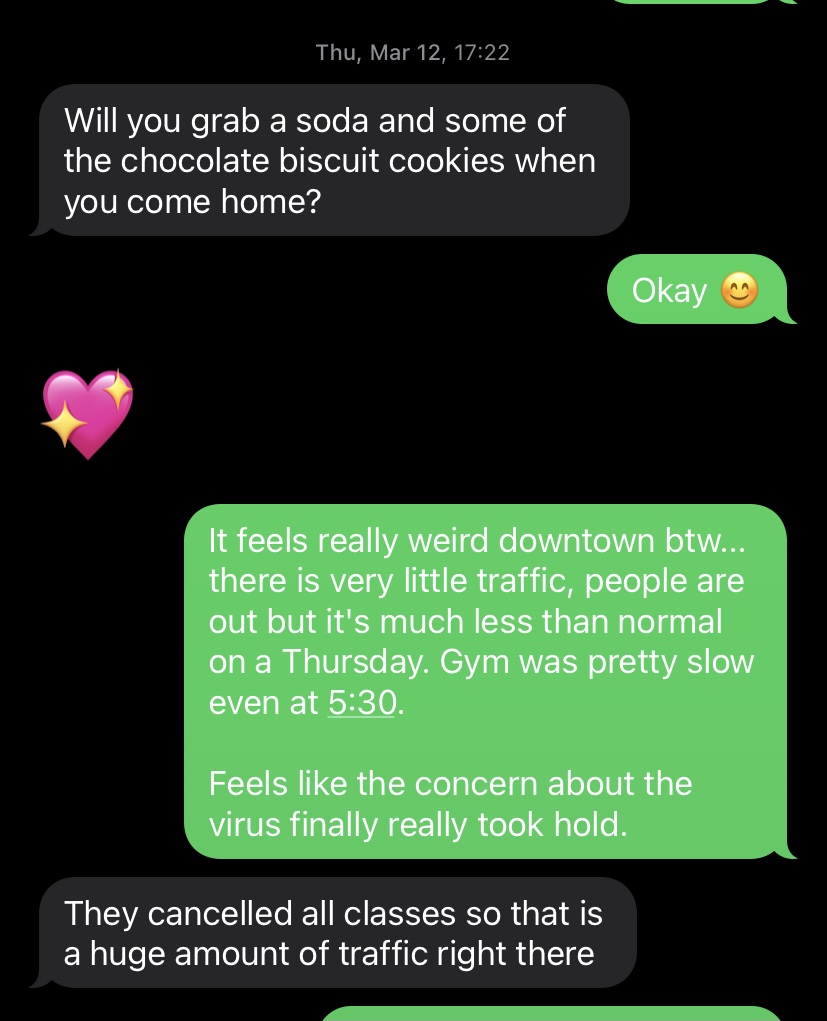 Thu, Mar 12, 17:22
Will you grab a soda and some of
the chocolate biscuit cookies when
you come home?
Okay 😊
💖
It feels really weird downtown btw...
there is very little traffic, people are
out but it's much less than normal
on a Thursday. Gym was pretty slow
even at 5:30.
Feels like the concern about the
virus finally really took hold.
They cancelled all classes so that is
a huge amount of traffic right there